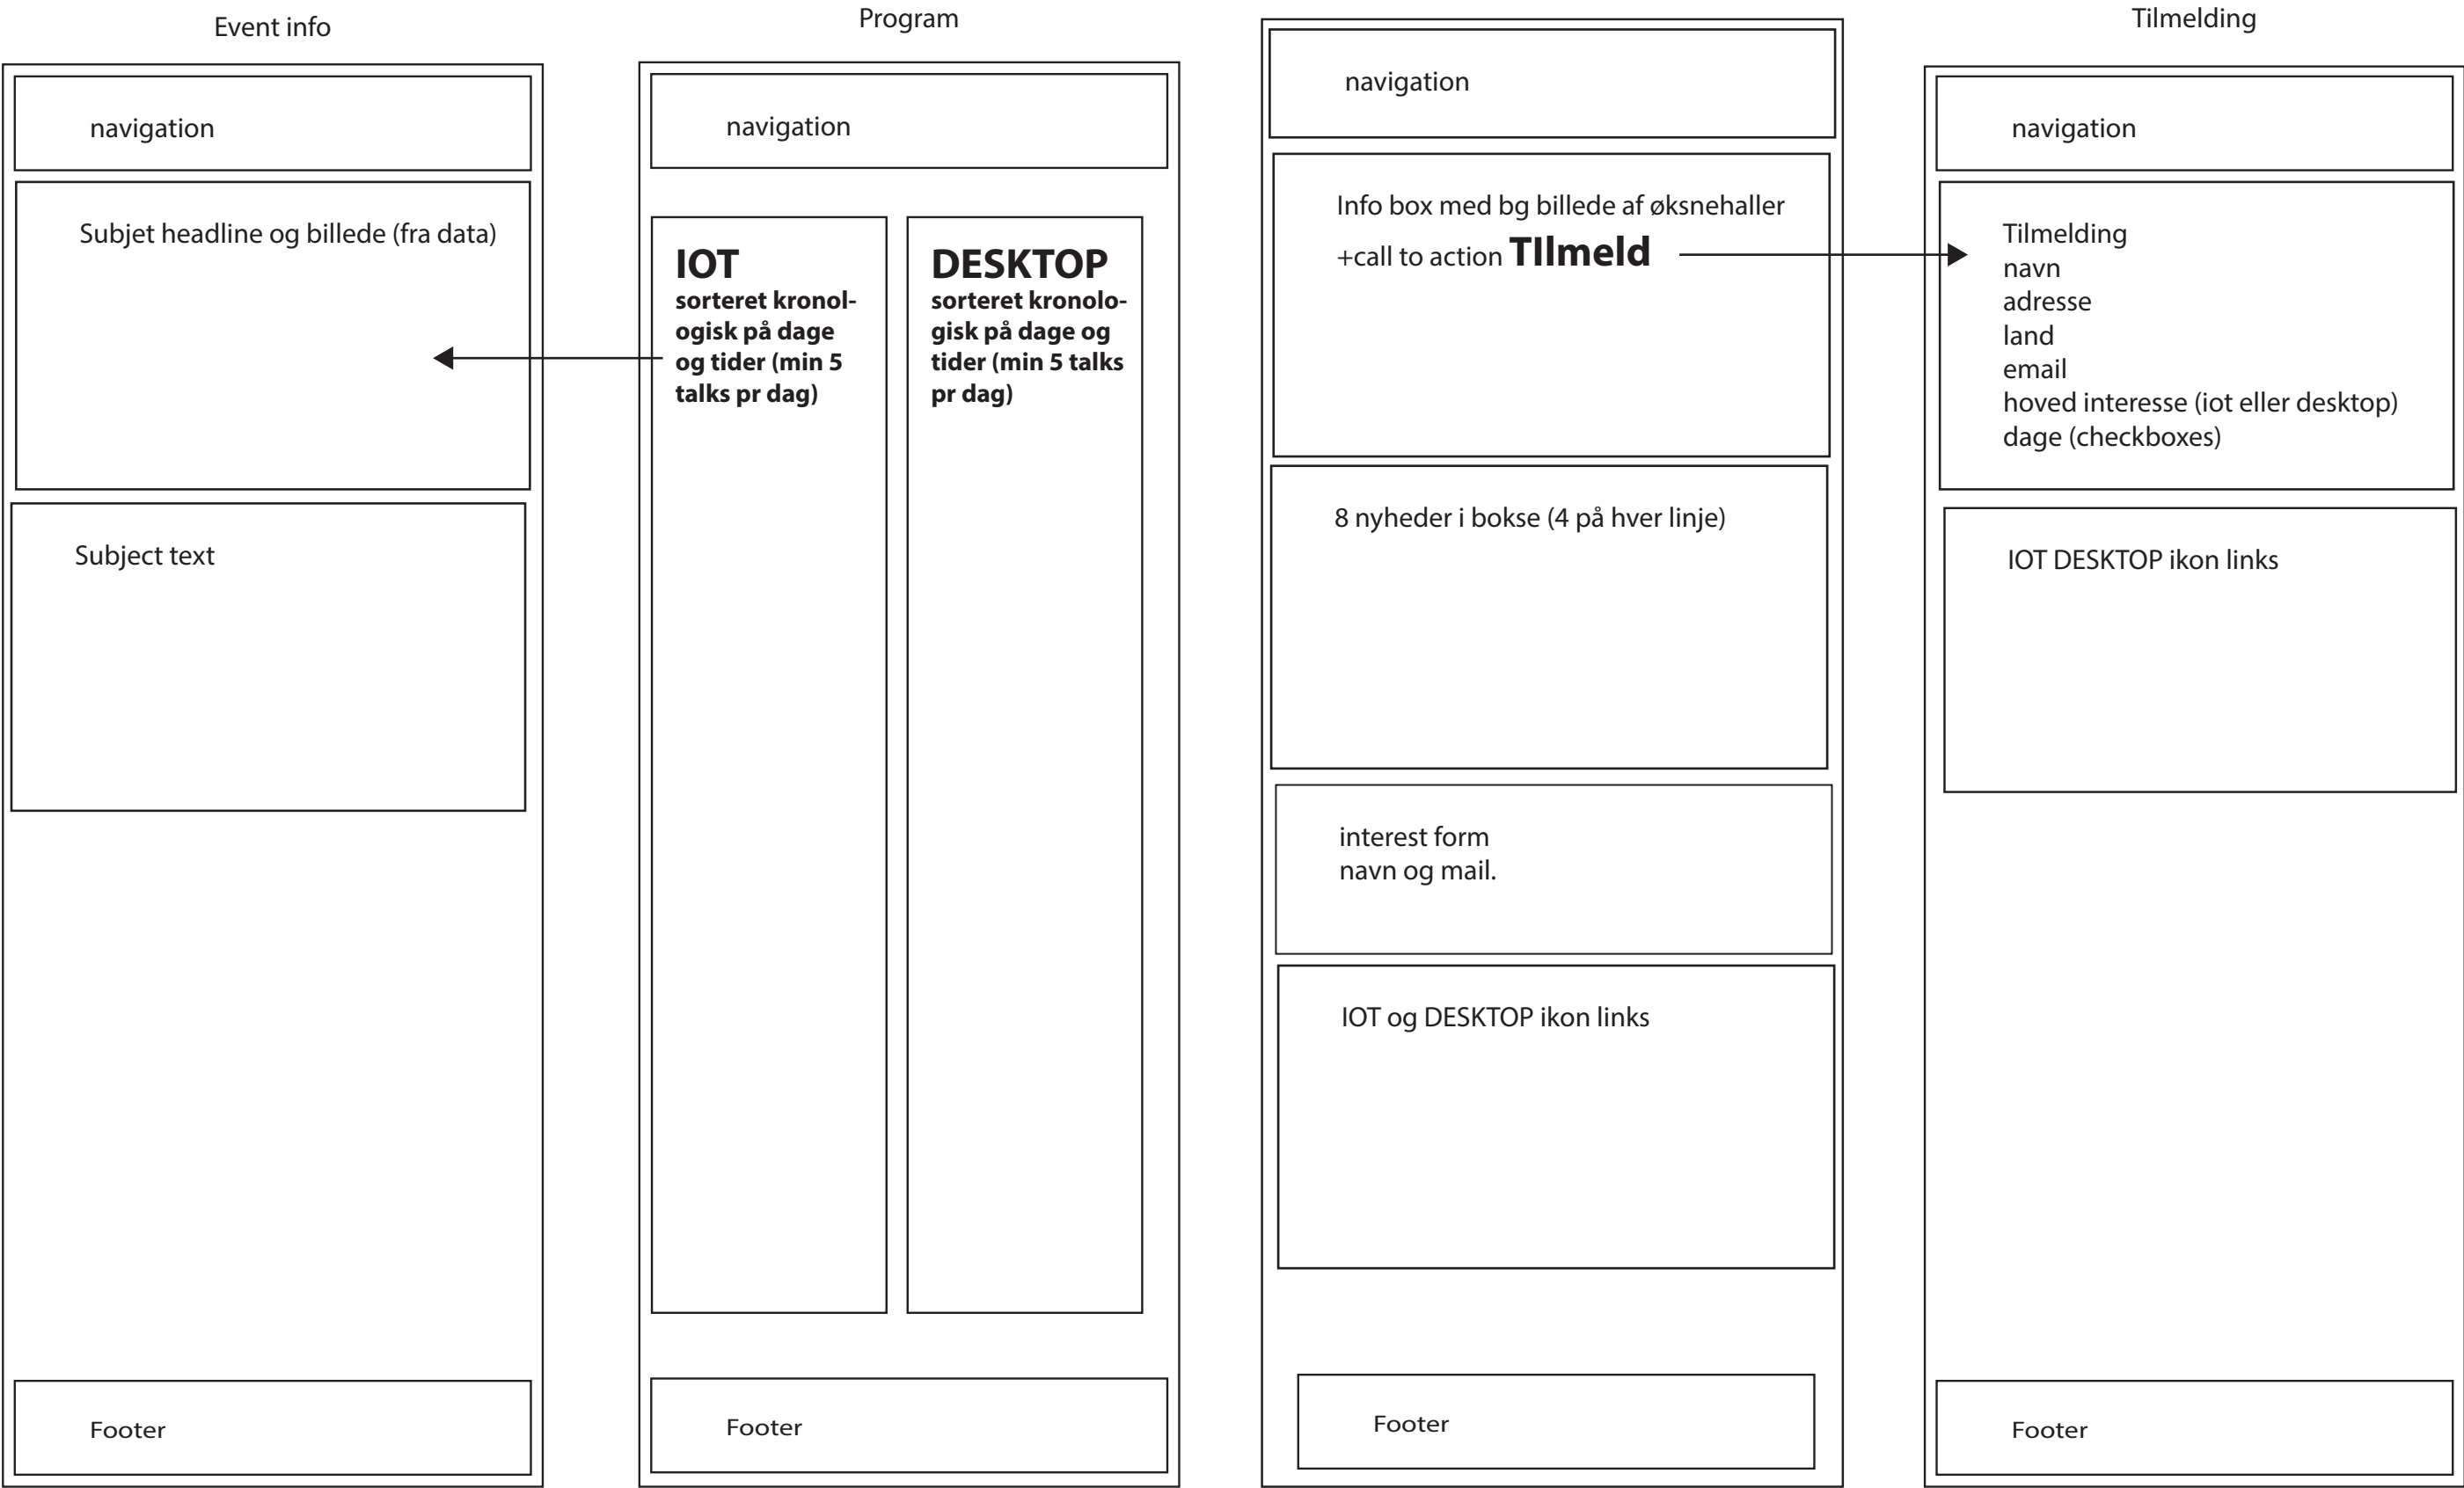 Event info
navigation
Subjet headline og billede (fra data)
Subject text
Footer
Program
navigation
IOT
sorteret kronol-
ogisk på dage
og tider (min 5
talks pr dag)
DESKTOP
sorteret kronolo-
gisk på dage og
tider (min 5 talks
pr dag)
Footer
navigation
Info box med bg billede af øksnehaller
+call to action TIlmeld
8 nyheder i bokse (4 på hver linje)
interest form
navn og mail.
IOT og DESKTOP ikon links
Footer
Tilmelding
navigation
Tilmelding
navn
adresse
land
email
hoved interesse (iot eller desktop)
dage (checkboxes)
IOT DESKTOP ikon links
Footer